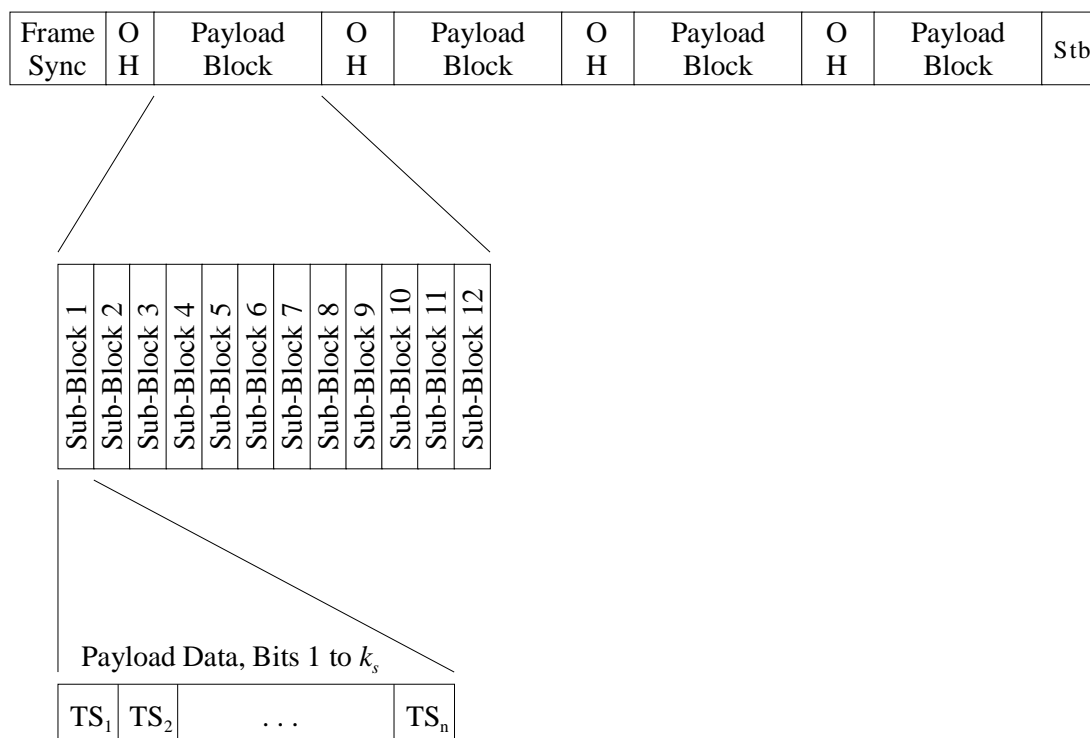 Frame Sync
O H
Payload Block
O H
Payload Block
O H
Payload Block
O H
Payload Block
Stb
Sub-Block 1
Sub-Block 2
Sub-Block 3
Sub-Block 4
Sub-Block 5
Sub-Block 6
Sub-Block 7
Sub-Block 8
Sub-Block 9
Sub-Block 10
Sub-Block 11
Sub-Block 12
Payload Data, Bits 1 to ks
TS1 TS2 . . . TSn